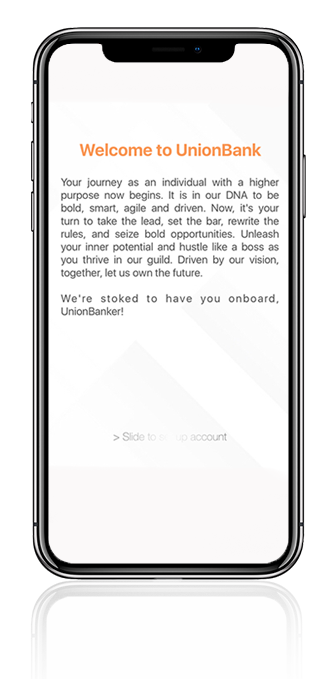 Welcome to UnionBank
Your journey as an individual with a higher
purpose now begins. It is in our DNA to be
bold, smart, agile and driven. Now, it's your
turn to take the lead, set the bar, rewrite the
rules, and seize bold opportunities. Unleash
your inner potential and hustle like a boss as
you thrive in our guild. Driven by our vision,
together, let us own the future.
We're stoked to have you onboard,
UnionBanker!
> Slide to set up account